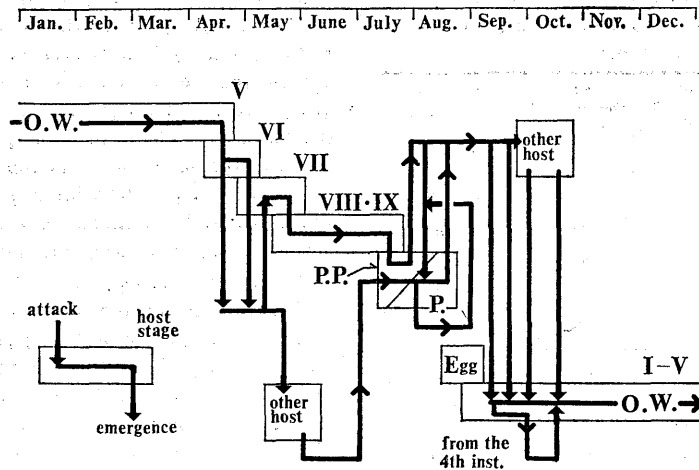 Jan. Feb. Mar. Apr. May June July Aug. Sep. Oct. Nov. Dec.
V
O.W.
VI
other
host
VII
VIII·IX
P.P.
P.
attack
host
stage
Egg
I-V
other
host
O.W.
emergence
from the
4th inst.